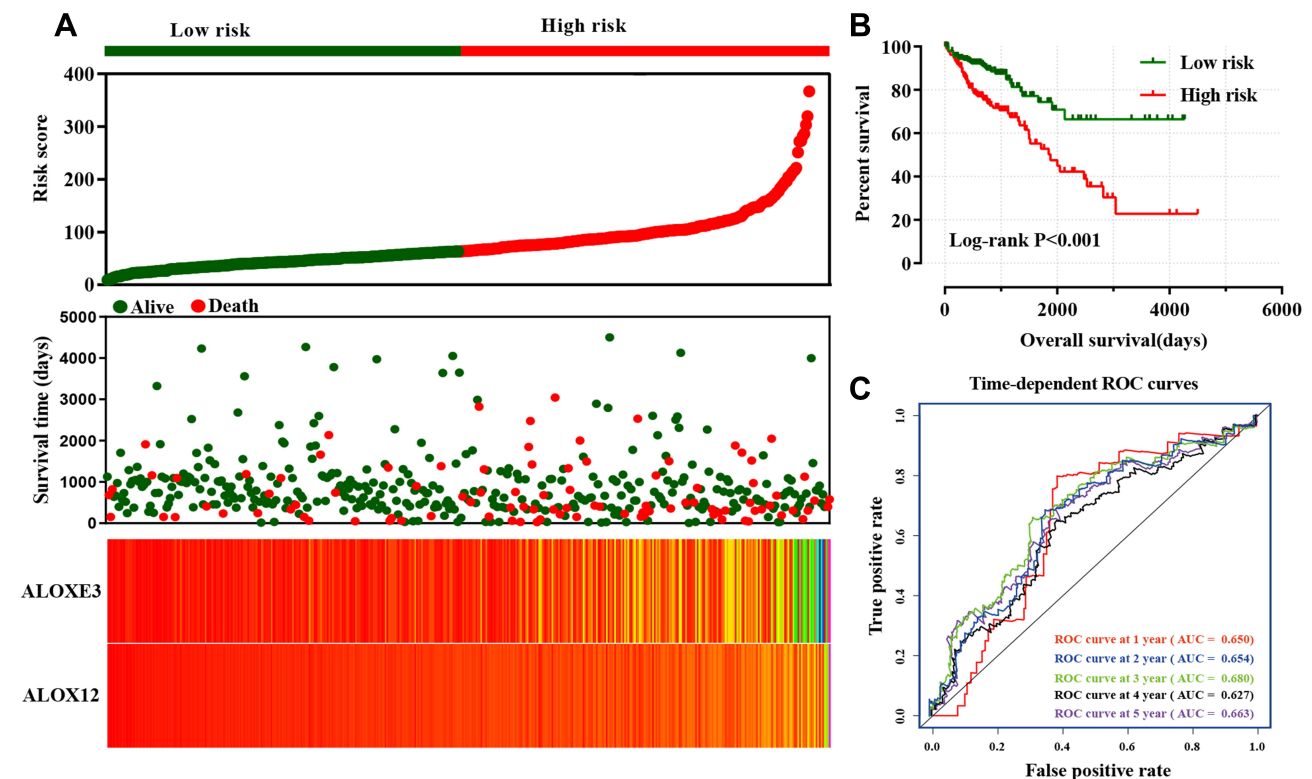 A
Low risk
High risk
Risk score
400
300
200
100
0
Alive
Death
Survival time (days)
5000
4000
3000
2000
1000
0
ALOXE3
ALOX12
B
Percent survival
100
80
60
40
20
0
Low risk
High risk
Log-rank P<0.001
0 2000 4000 6000
Overall survival(days)
C
Time-dependent ROC curves
True positive rate
1.0
0.8
0.6
0.4
0.2
0.0
ROC curve at 1 year ( AUC = 0.650)
ROC curve at 2 year ( AUC = 0.654)
ROC curve at 3 year ( AUC = 0.680)
ROC curve at 4 year ( AUC = 0.627)
ROC curve at 5 year ( AUC = 0.663)
0.0 0.2 0.4 0.6 0.8 1.0
False positive rate